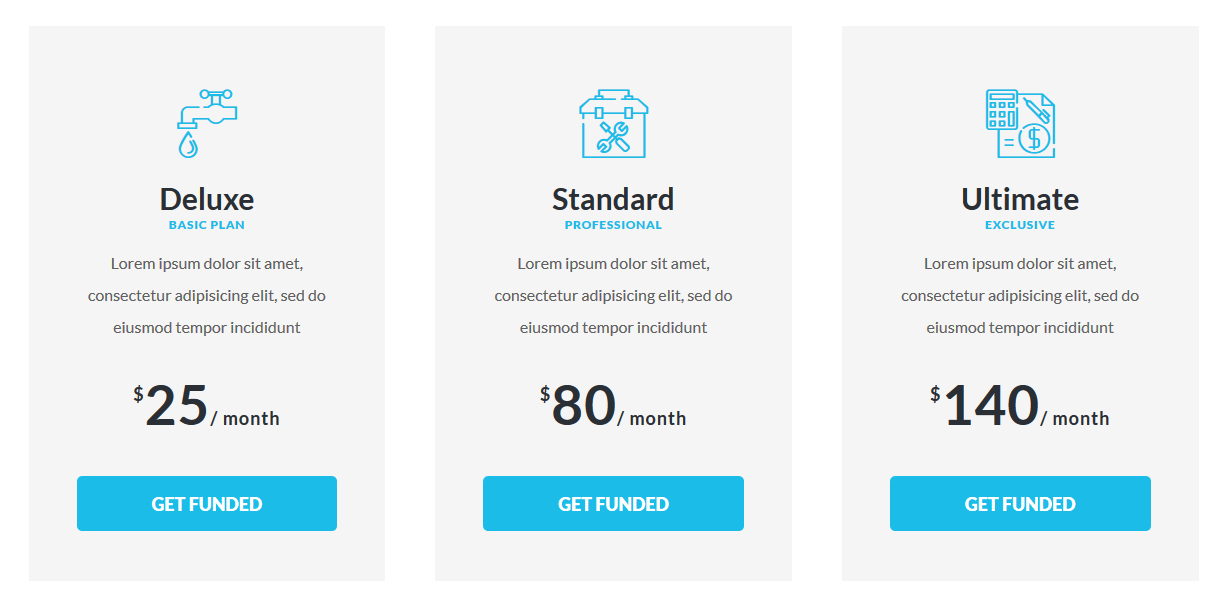 Deluxe
BASIC PLAN
Lorem ipsum dolor sit amet,
consectetur adipisicing elit, sed do
eiusmod tempor incididunt
$25/ month
GET FUNDED
Standard
PROFESSIONAL
Lorem ipsum dolor sit amet,
consectetur adipisicing elit, sed do
eiusmod tempor incididunt
$80/ month
GET FUNDED
Ultimate
EXCLUSIVE
Lorem ipsum dolor sit amet,
consectetur adipisicing elit, sed do
eiusmod tempor incididunt
$140/ month
GET FUNDED